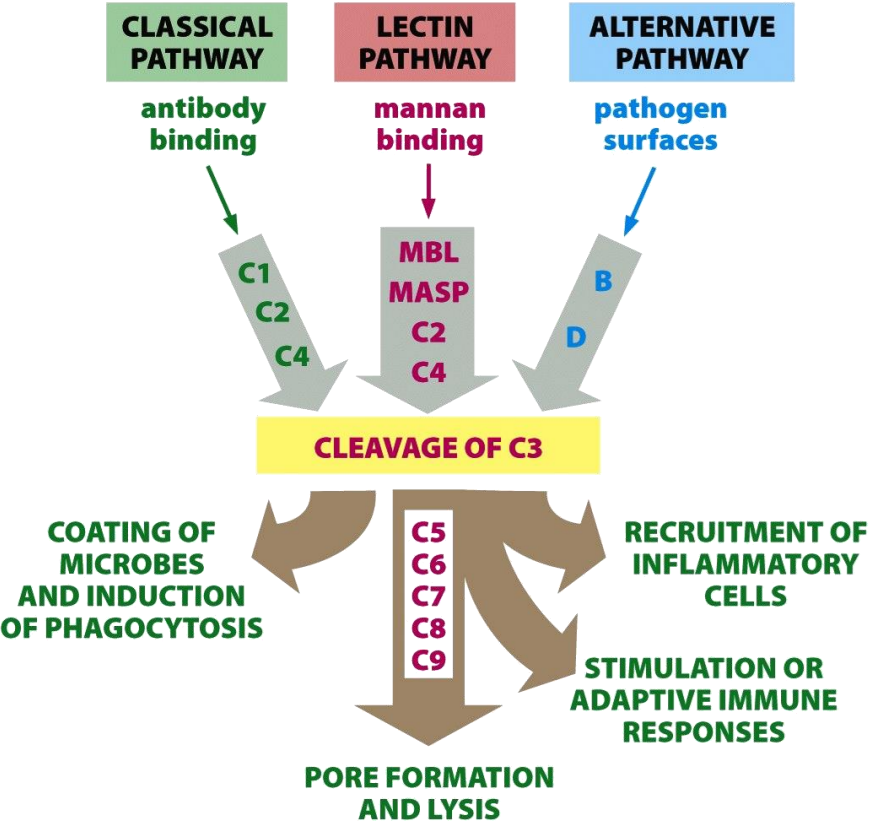 CLASSICAL
PATHWAY
LECTIN
PATHWAY
ALTERNATIVE
PATHWAY
antibody
binding
mannan
binding
pathogen
surfaces
C1
C2
C4
MBL
MASP
C2
C4
B
D
CLEAVAGE OF C3
COATING OF
MICROBES
AND INDUCTION
OF PHAGOCYTOSIS
C5
C6
C7
C8
C9
RECRUITMENT OF
INFLAMMATORY
CELLS
STIMULATION OR
ADAPTIVE IMMUNE
RESPONSES
PORE FORMATION
AND LYSIS